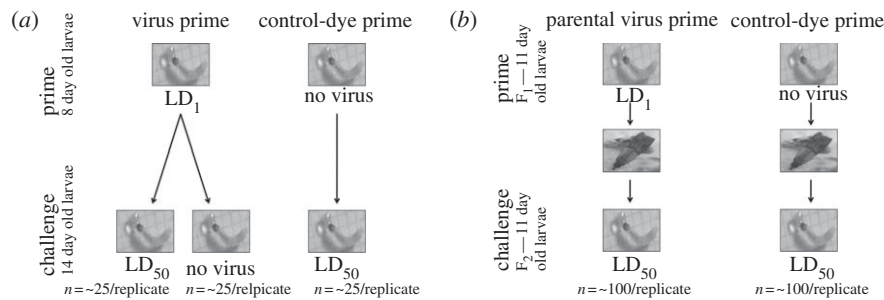 (a)
virus prime
control-dye prime
prime
8 day old larvae
LD1
no virus
challenge
14 day old larvae
LD50
no virus
LD50
n = ~25/replicate
n = ~25/relpicate
n = ~25/replicate
(b)
parental virus prime
control-dye prime
prime
F1 — 11 day
old larvae
LD1
no virus
challenge
F2 — 11 day
old larvae
LD50
LD50
n = ~100/replicate
n = ~100/replicate